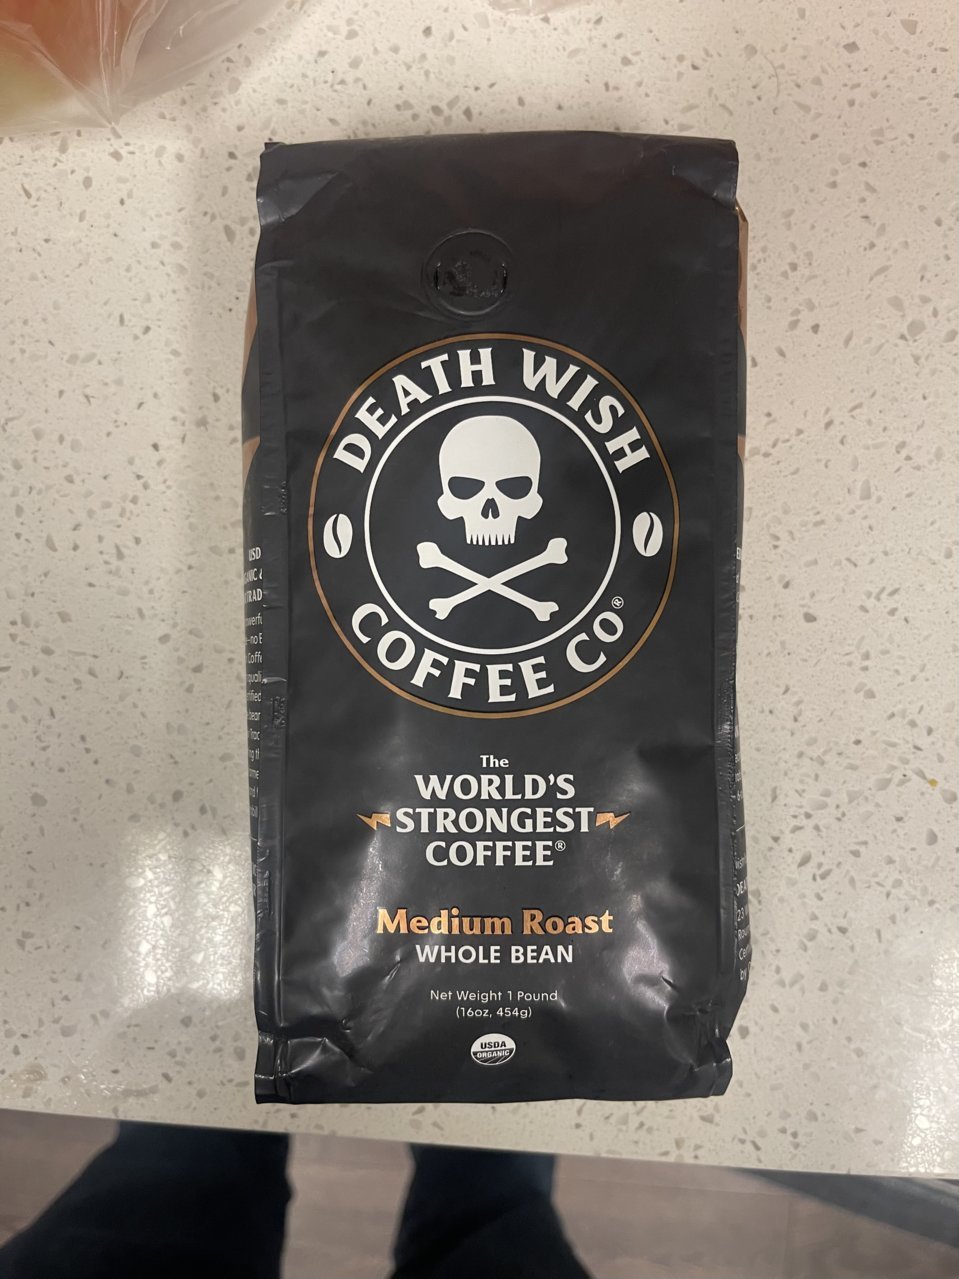 DEATH WISH
COFFEE CO®
The
WORLD'S
STRONGEST
COFFEE®
Medium Roast
WHOLE BEAN
Net Weight 1 Pound
(16oz, 454g)
USDA
ORGANIC
USD